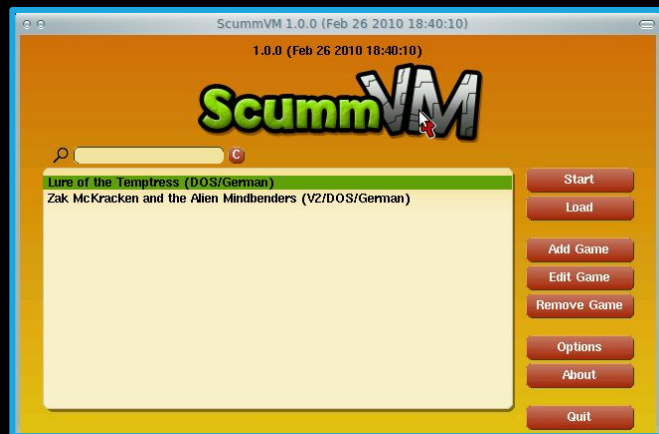 ScummVM 1.0.0 (Feb 26 2010 18:40:10)
1.0.0 (Feb 26 2010 18:40:10)
ScummVM
C
Lure of the Temptress (DOS/German)
Zak McKracken and the Alien Mindbenders (V2/DOS/German)
Start
Load
Add Game
Edit Game
Remove Game
Options
About
Quit